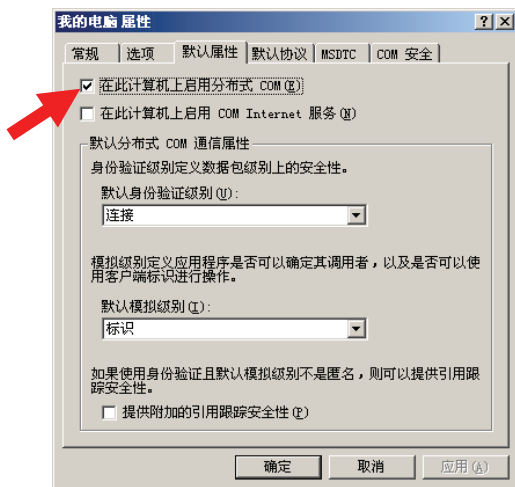 我的电脑 属性
常规 选项 默认属性 默认协议 MSDTC COM 安全
在此计算机上启用分布式 COM(E)
在此计算机上启用 COM Internet 服务(N)
默认分布式 COM 通信属性
身份验证级别定义数据包级别上的安全性。
默认身份验证级别(U):
连接
模拟级别定义应用程序是否可以确定其调用者，以及是否可以使
用客户端标识进行操作。
默认模拟级别(I):
标识
如果使用身份验证且默认模拟级别不是匿名，则可以提供引用跟
踪安全性。
提供附加的引用跟踪安全性(P)
确定 取消 应用(A)